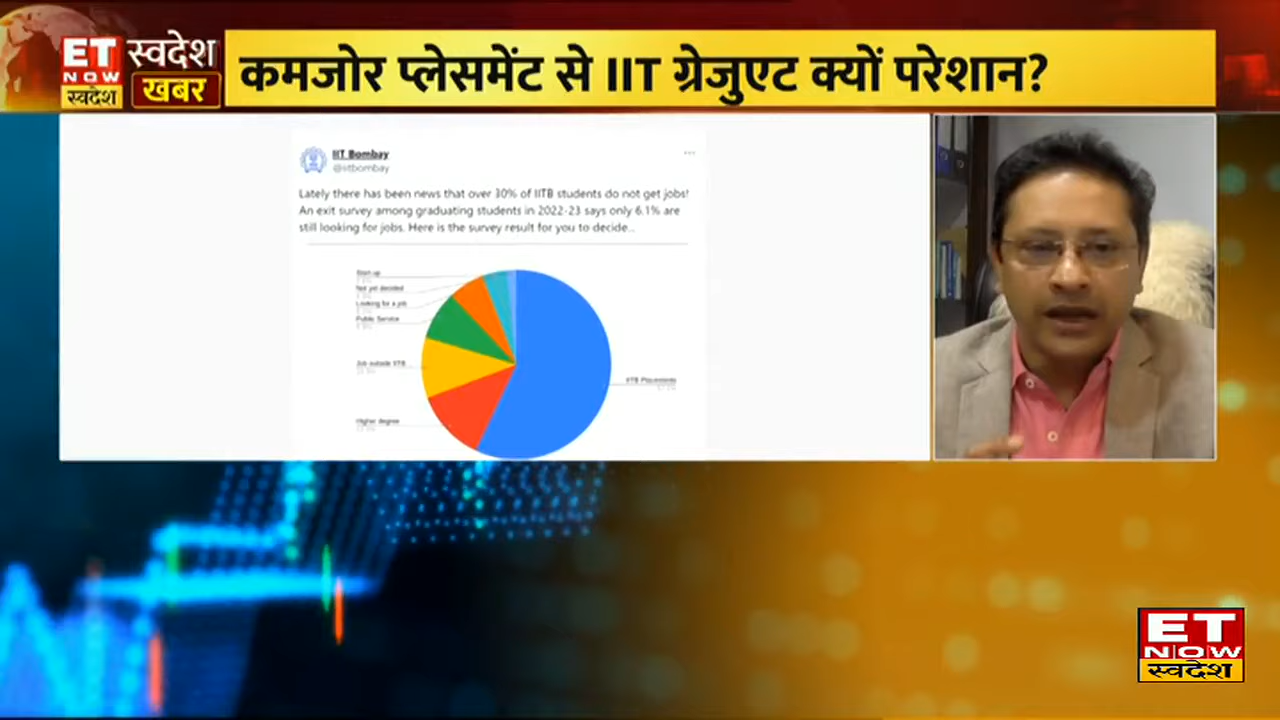 ET
NOW
स्वदेश
स्वदेश
खबर
कमजोर प्लेसमेंट से IIT ग्रेजुएट क्यों परेशान?
IIT Bombay
@iitbombay
Lately there has been news that over 30% of IITB students do not get jobs!
An exit survey among graduating students in 2022-23 says only 6.1% are
still looking for jobs. Here is the survey result for you to decide..
Start up
Not yet decided
Looking for a job
Public Service
Job outside IITB
IITB Placements
Higher degree
ET
NOW
स्वदेश